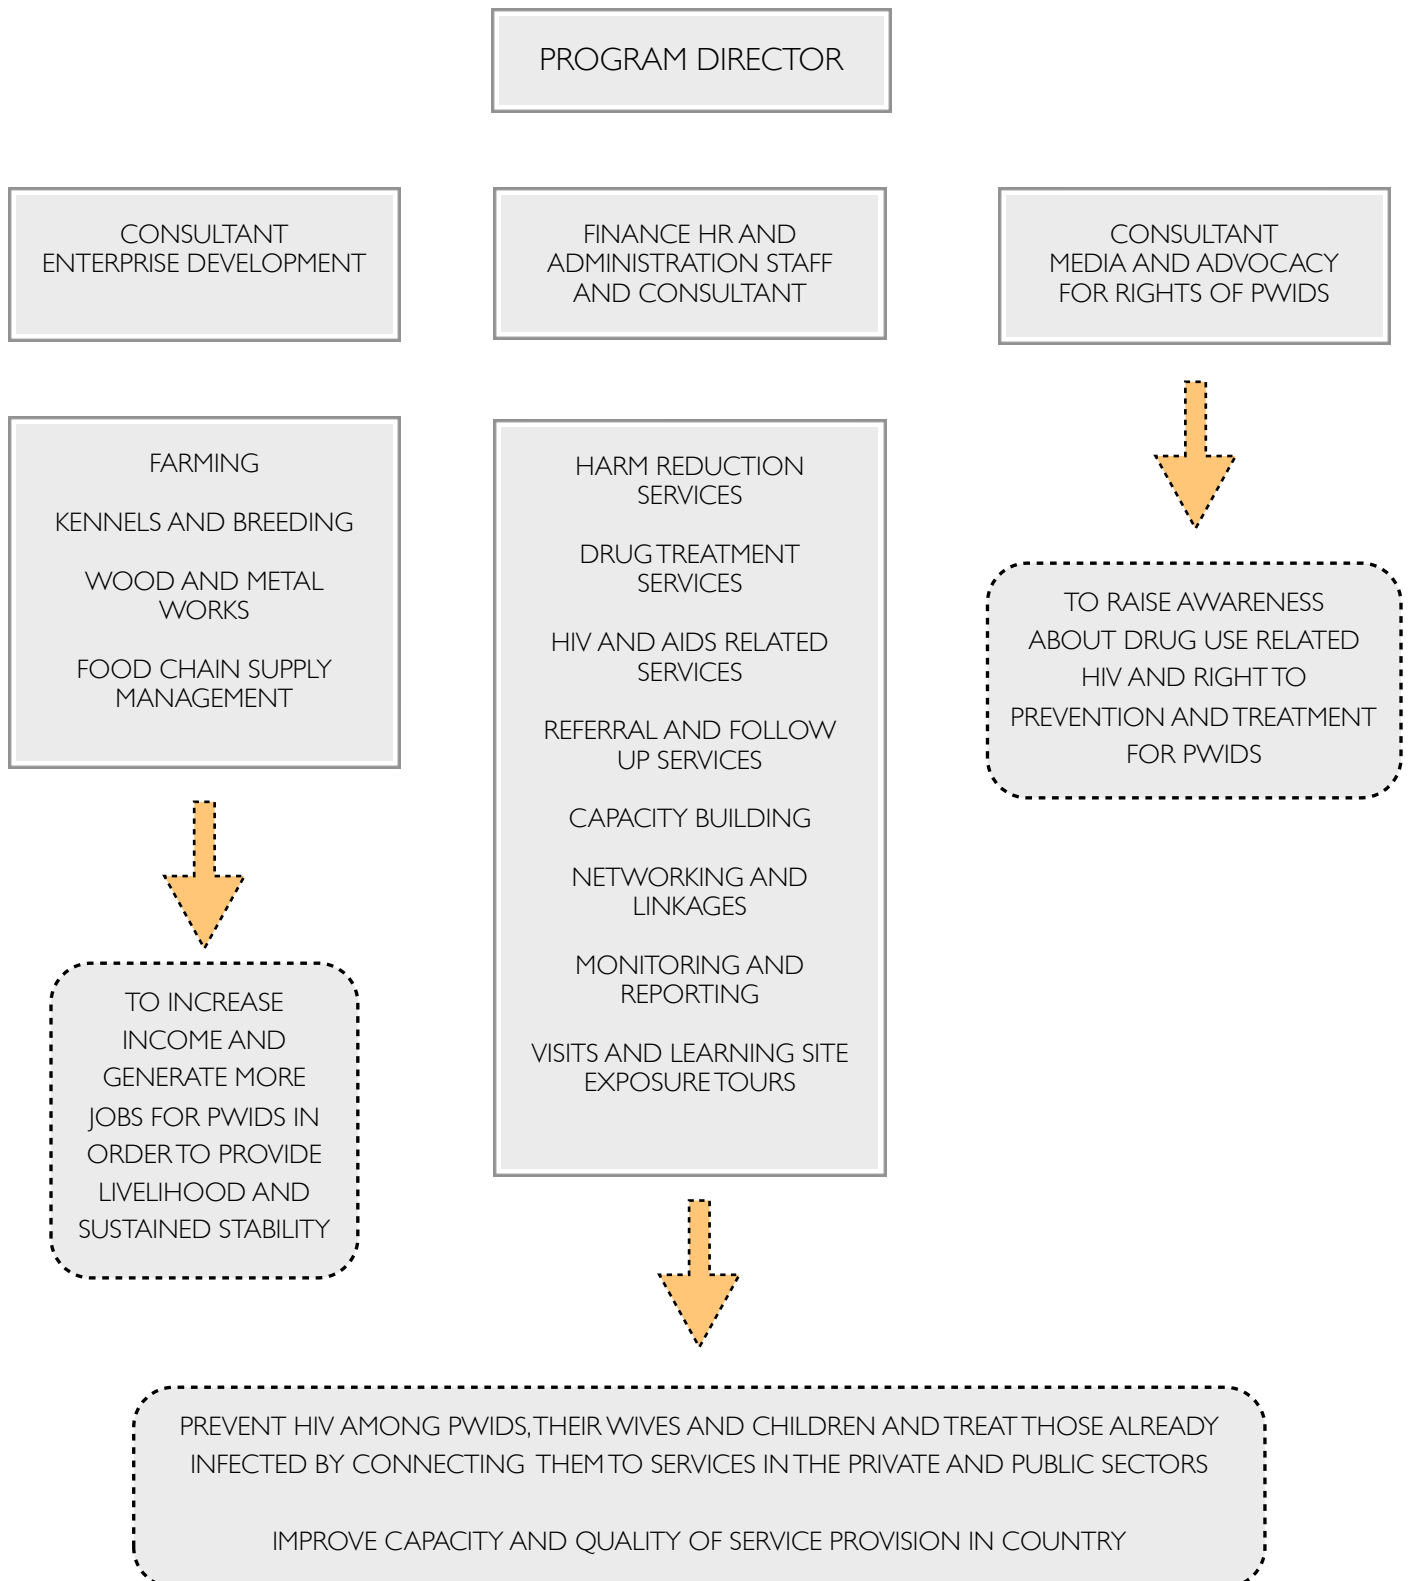 PROGRAM DIRECTOR
CONSULTANT
ENTERPRISE DEVELOPMENT
FINANCE HR AND
ADMINISTRATION STAFF
AND CONSULTANT
CONSULTANT
MEDIA AND ADVOCACY
FOR RIGHTS OF PWIDS
FARMING
KENNELS AND BREEDING
WOOD AND METAL
WORKS
FOOD CHAIN SUPPLY
MANAGEMENT
HARM REDUCTION
SERVICES
DRUG TREATMENT
SERVICES
HIV AND AIDS RELATED
SERVICES
REFERRAL AND FOLLOW
UP SERVICES
CAPACITY BUILDING
NETWORKING AND
LINKAGES
MONITORING AND
REPORTING
VISITS AND LEARNING SITE
EXPOSURE TOURS
TO RAISE AWARENESS
ABOUT DRUG USE RELATED
HIV AND RIGHT TO
PREVENTION AND TREATMENT
FOR PWIDS
TO INCREASE
INCOME AND
GENERATE MORE
JOBS FOR PWIDS IN
ORDER TO PROVIDE
LIVELIHOOD AND
SUSTAINED STABILITY
PREVENT HIV AMONG PWIDS, THEIR WIVES AND CHILDREN AND TREAT THOSE ALREADY
INFECTED BY CONNECTING THEM TO SERVICES IN THE PRIVATE AND PUBLIC SECTORS
IMPROVE CAPACITY AND QUALITY OF SERVICE PROVISION IN COUNTRY